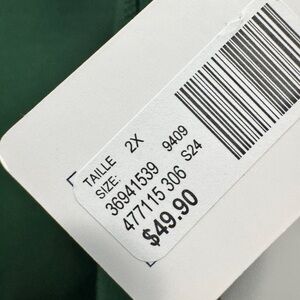 TAILLE 2X 9409
SIZE:
36941539 S24
477115 306
$49.90